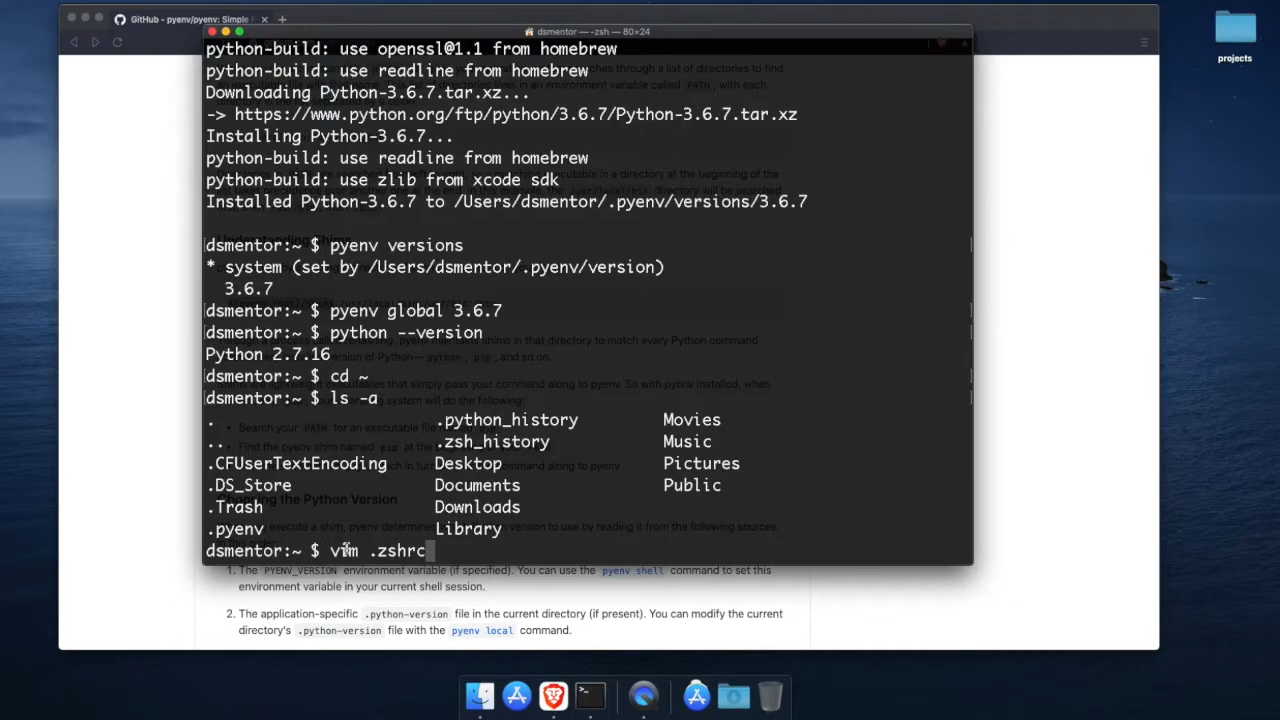 GitHub - pyenv/pyenv: Simple
dsmentor — -zsh — 80×24
python-build: use openssl@1.1 from homebrew
python-build: use readline from homebrew
Downloading Python-3.6.7.tar.xz...
-> https://www.python.org/ftp/python/3.6.7/Python-3.6.7.tar.xz
Installing Python-3.6.7...
python-build: use readline from homebrew
python-build: use zlib from xcode sdk
Installed Python-3.6.7 to /Users/dsmentor/.pyenv/versions/3.6.7
dsmentor:~ $ pyenv versions
* system (set by /Users/dsmentor/.pyenv/version)
3.6.7
dsmentor:~ $ pyenv global 3.6.7
dsmentor:~ $ python --version
Python 2.7.16
dsmentor:~ $ cd ~
dsmentor:~ $ ls -a
. .python_history Movies
.. .zsh_history Music
.CFUserTextEncoding Desktop Pictures
.DS_Store Documents Public
.Trash Downloads
.pyenv Library
dsmentor:~ $ vim .zshrc
1. The PYENV_VERSION environment variable (if specified). You can use the pyenv shell command to set this
environment variable in your current shell session.
2. The application-specific .python-version file in the current directory (if present). You can modify the current
directory's .python-version file with the pyenv local command.
projects